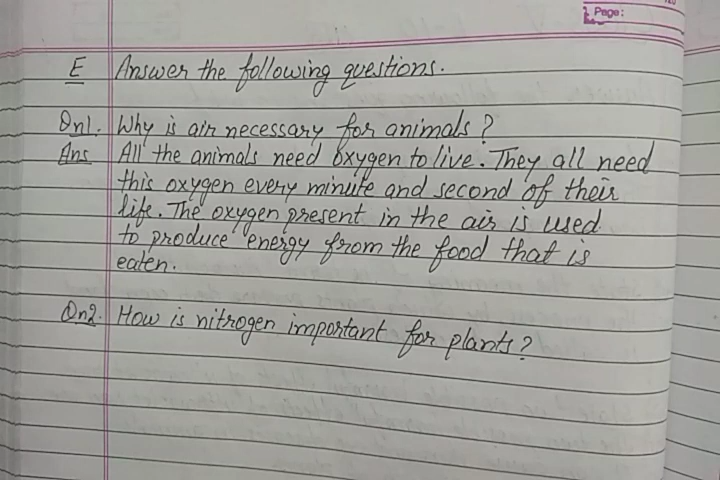 Page:
E Answer the following questions.
Qn1. Why is air necessary for animals?
Ans All the animals need oxygen to live. They all need
this oxygen every minute and second of their
life. The oxygen present in the air is used
to produce energy from the food that is
eaten.
Qn2. How is nitrogen important for plants?